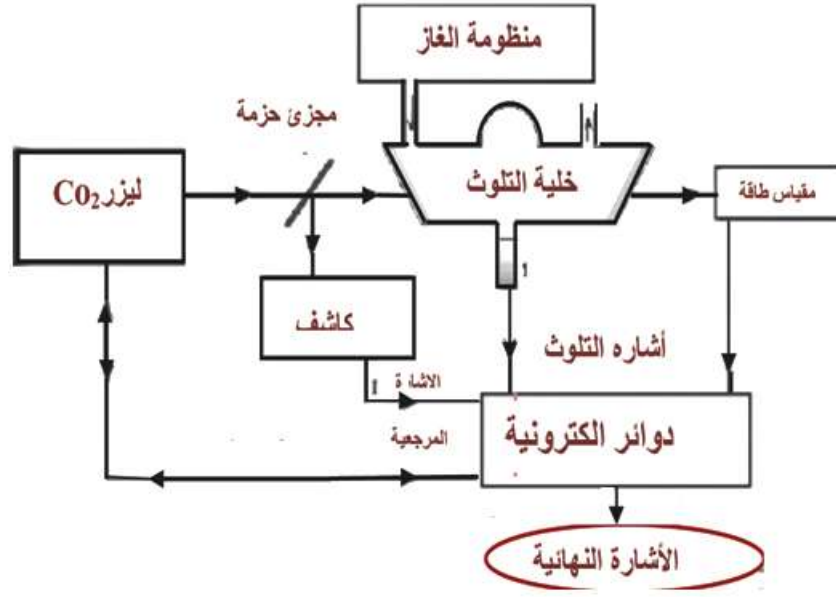 منظومة الغاز
مجزئ حزمة
ليزر Co₂
خلية التلوث
مقياس طاقة
كاشف
أشاره التلوث
الاشارة
المرجعية
دوائر الكترونية
الأشارة النهائية